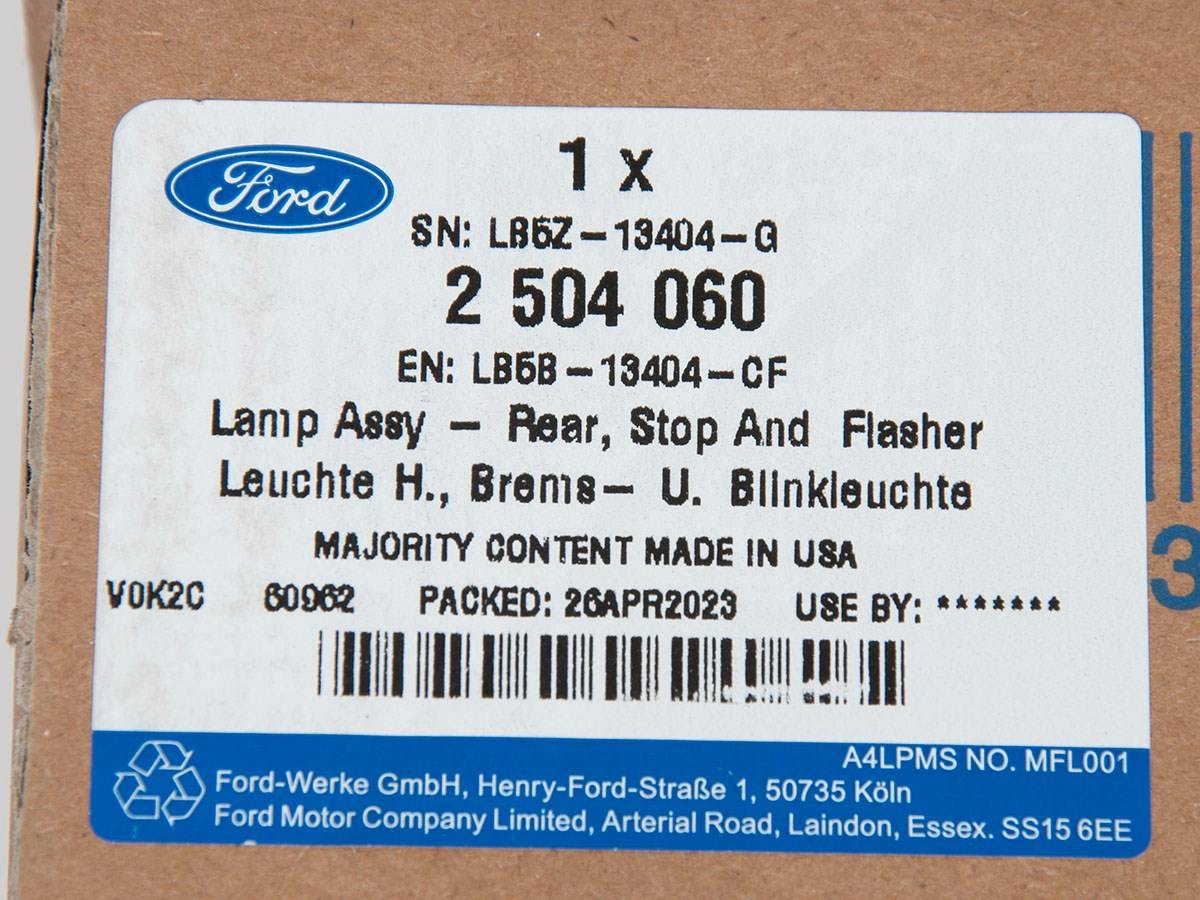 Ford
1 x
SN: LB5Z-13404-G
2 504 060
EN: LB5B-13404-CF
Lamp Assy - Rear, Stop And Flasher
Leuchte H., Brems- U. Blinkleuchte
MAJORITY CONTENT MADE IN USA
V0K2C 60962 PACKED: 26APR2023 USE BY: *******
A4LPMS NO. MFL001
Ford-Werke GmbH, Henry-Ford-Straße 1, 50735 Köln
Ford Motor Company Limited, Arterial Road, Laindon, Essex. SS15 6EE
3